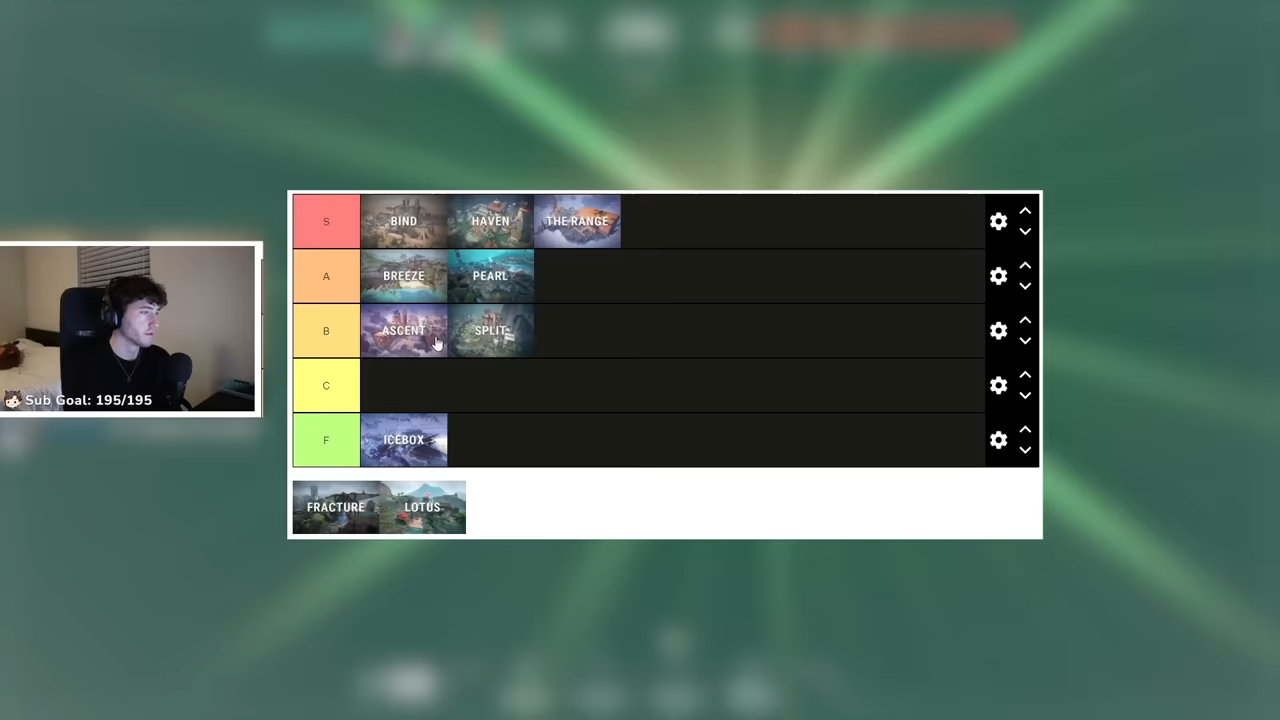 S BIND HAVEN THE RANGE
A BREEZE PEARL
B ASCENT SPLIT
C
F ICEBOX
FRACTURE LOTUS
Sub Goal: 195/195